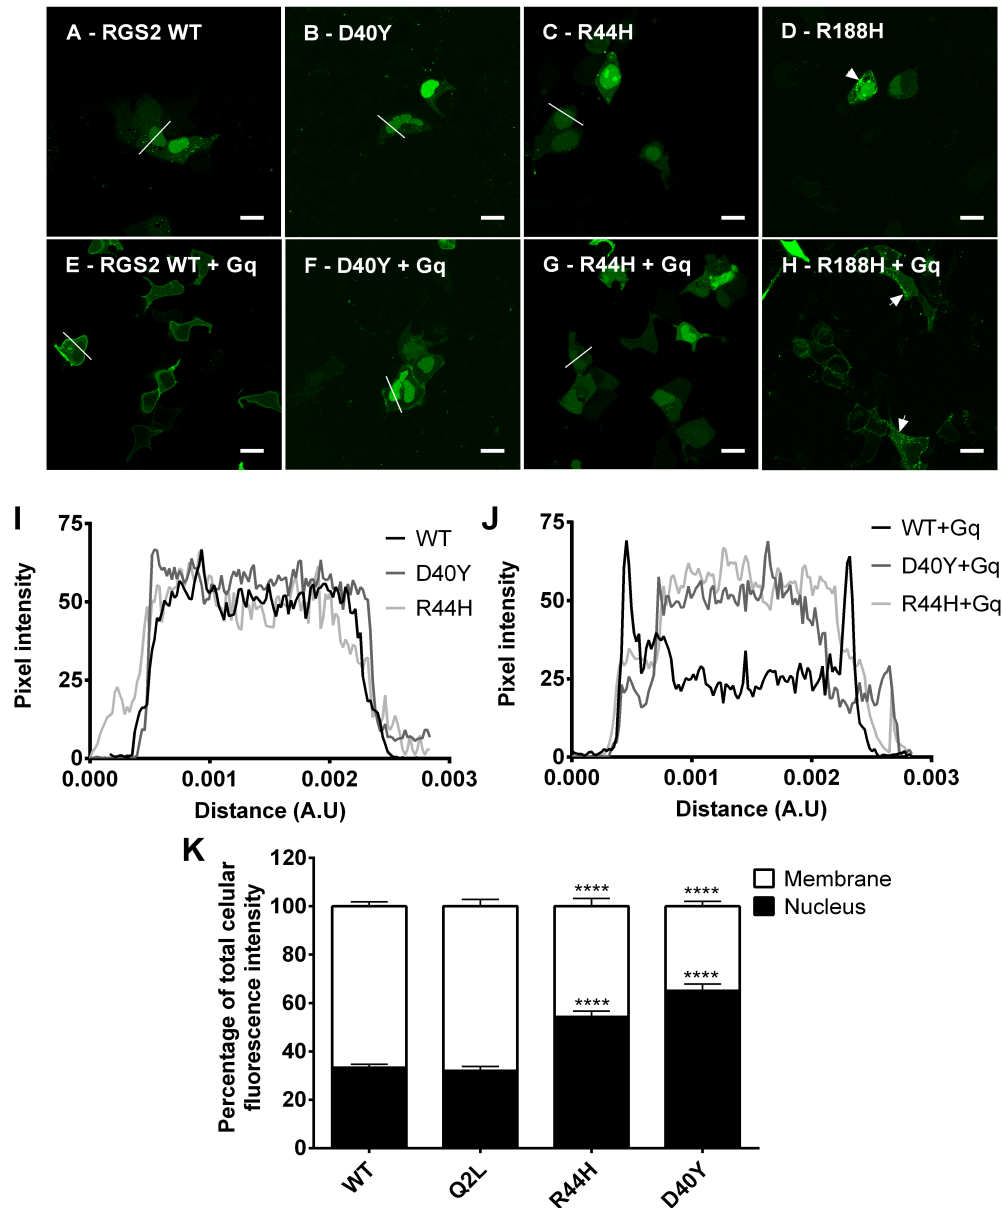 A - RGS2 WT
B - D40Y
C - R44H
D - R188H
E - RGS2 WT + Gq
F - D40Y + Gq
G - R44H + Gq
H - R188H + Gq
I
75
50
25
0
0.000
0.001
0.002
0.003
Pixel intensity
Distance (A.U)
WT
D40Y
R44H
J
75
50
25
0
0.000
0.001
0.002
0.003
Pixel intensity
Distance (A.U)
WT+Gq
D40Y+Gq
R44H+Gq
K
120
100
80
60
40
20
0
Percentage of total celular
fluorescence intensity
****
****
****
****
Membrane
Nucleus
WT
Q2L
R44H
D40Y